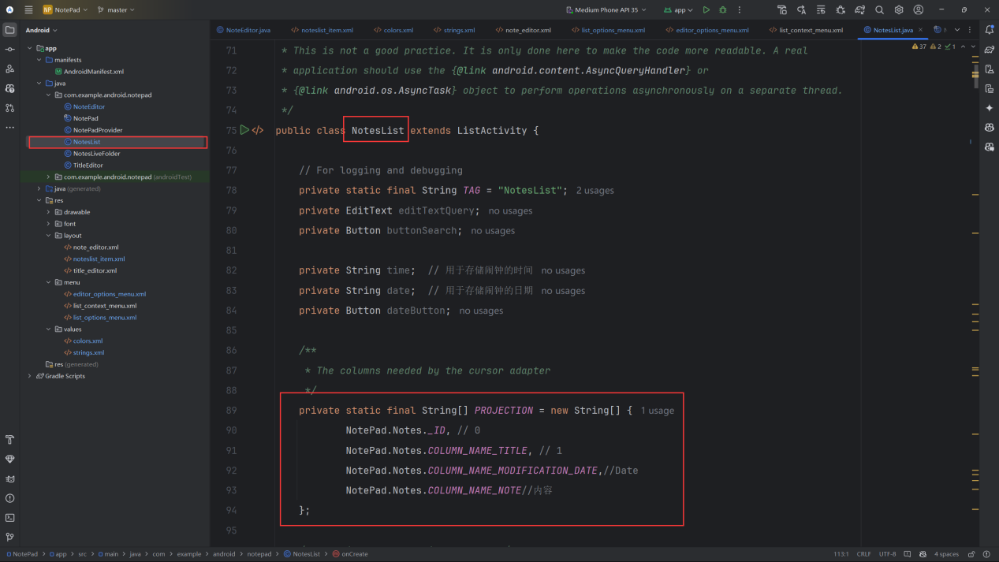 NP NotePad master Medium Phone API 35 app
Android
NoteEditor.java noteslist_item.xml colors.xml strings.xml note_editor.xml list_options_menu.xml editor_options_menu.xml list_context_menu.xml NotesList.java
37 2 1
app
manifests
AndroidManifest.xml
java
com.example.android.notepad
NoteEditor
NotePad
NotePadProvider
NotesList
NotesLiveFolder
TitleEditor
com.example.android.notepad (androidTest)
java (generated)
res
drawable
font
layout
note_editor.xml
noteslist_item.xml
title_editor.xml
menu
editor_options_menu.xml
list_context_menu.xml
list_options_menu.xml
values
colors.xml
strings.xml
res (generated)
Gradle Scripts
71 * This is not a good practice. It is only done here to make the code more readable. A real
72 * application should use the {@link android.content.AsyncQueryHandler} or
73 * {@link android.os.AsyncTask} object to perform operations asynchronously on a separate thread.
74 */
75 public class NotesList extends ListActivity {
76
77 // For logging and debugging
78 private static final String TAG = "NotesList"; 2 usages
79 private EditText editTextQuery; no usages
80 private Button buttonSearch; no usages
81
82 private String time; // 用于存储闹钟的时间 no usages
83 private String date; // 用于存储闹钟的日期 no usages
84 private Button dateButton; no usages
85
86 /**
87 * The columns needed by the cursor adapter
88 */
89 private static final String[] PROJECTION = new String[] { 1 usage
90 NotePad.Notes._ID, // 0
91 NotePad.Notes.COLUMN_NAME_TITLE, // 1
92 NotePad.Notes.COLUMN_NAME_MODIFICATION_DATE,//Date
93 NotePad.Notes.COLUMN_NAME_NOTE//内容
94 };
95
NotePad > app > src > main > java > com > example > android > notepad > NotesList > onCreate 113:1 CRLF UTF-8 4 spaces